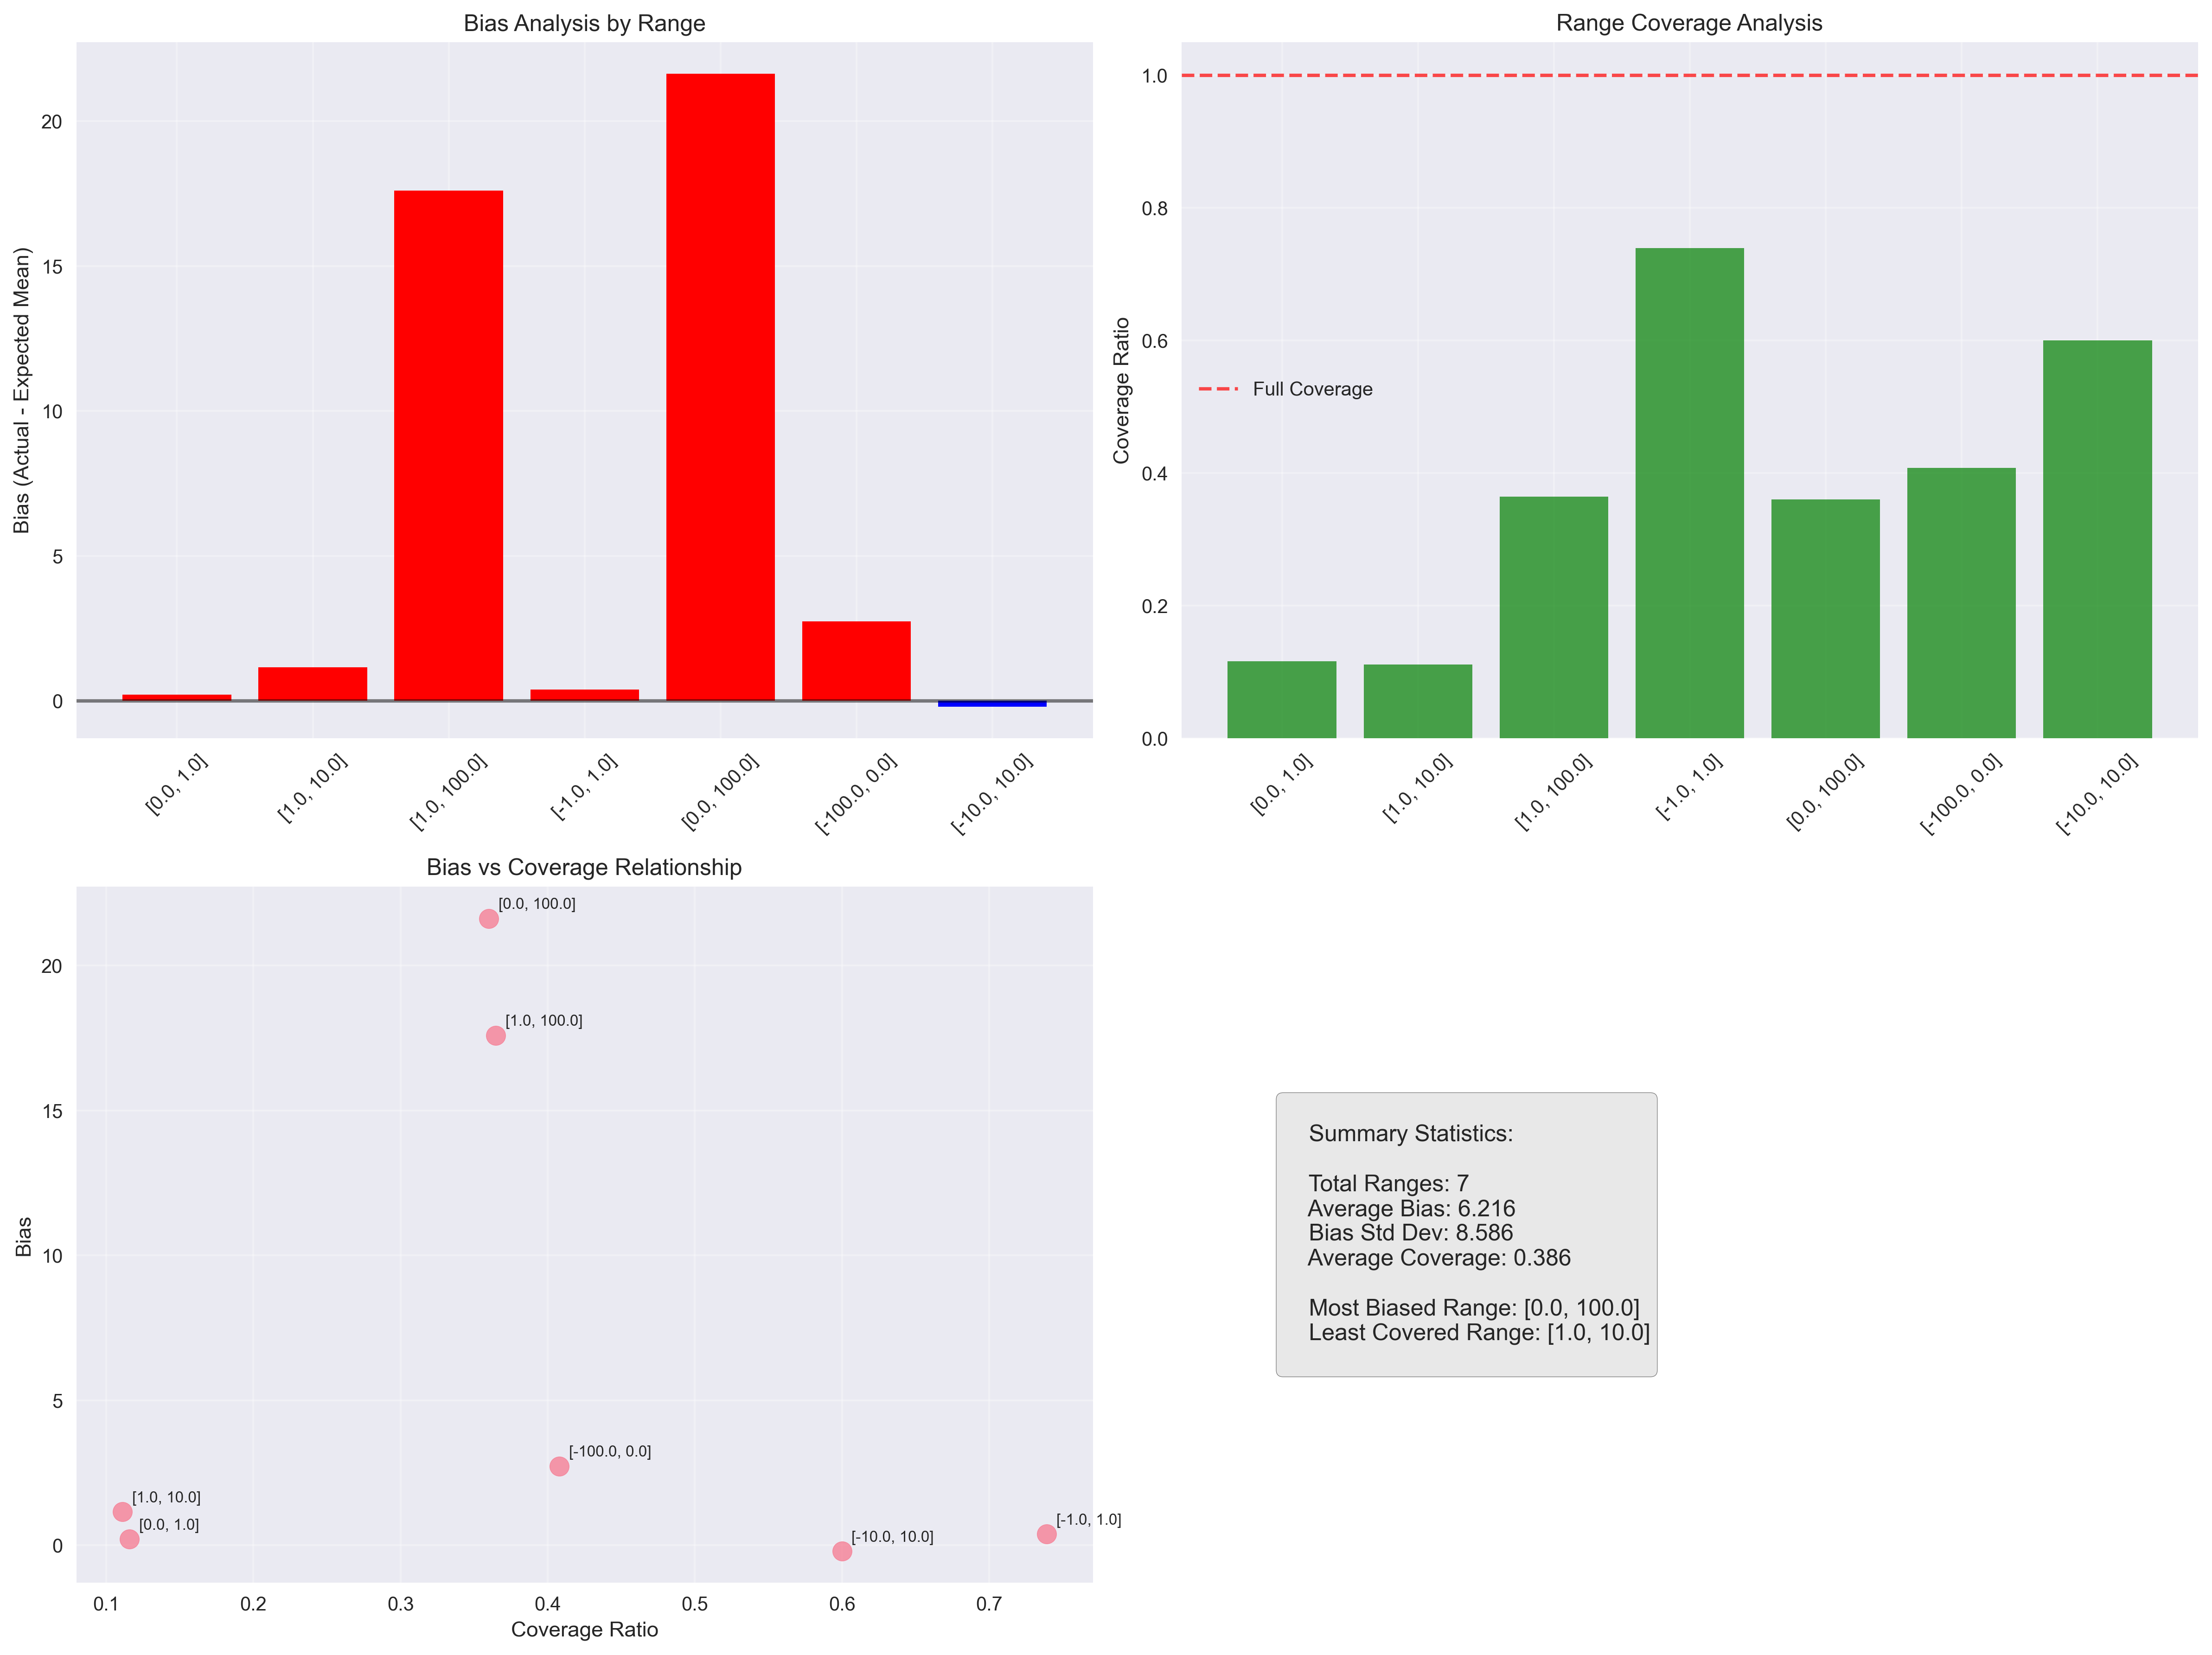 Bias Analysis by Range
Bias (Actual - Expected Mean)
20
15
10
5
0
[0.0, 1.0]
[1.0, 10.0]
[1.0, 100.0]
[-1.0, 1.0]
[0.0, 100.0]
[-100.0, 0.0]
[-10.0, 10.0]
Range Coverage Analysis
Coverage Ratio
1.0
0.8
0.6
0.4
0.2
0.0
Full Coverage
[0.0, 1.0]
[1.0, 10.0]
[1.0, 100.0]
[-1.0, 1.0]
[0.0, 100.0]
[-100.0, 0.0]
[-10.0, 10.0]
Bias vs Coverage Relationship
Bias
20
15
10
5
0
[0.0, 100.0]
[1.0, 100.0]
[-100.0, 0.0]
[1.0, 10.0]
[0.0, 1.0]
[-10.0, 10.0]
[-1.0, 1.0]
0.1
0.2
0.3
0.4
0.5
0.6
0.7
Coverage Ratio
Summary Statistics:
Total Ranges: 7
Average Bias: 6.216
Bias Std Dev: 8.586
Average Coverage: 0.386
Most Biased Range: [0.0, 100.0]
Least Covered Range: [1.0, 10.0]